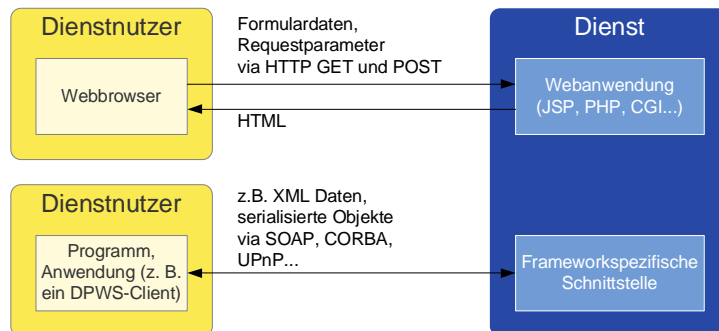 Dienstnutzer
Webbrowser
Formulardaten,
Requestparameter
via HTTP GET und POST
HTML
Dienst
Webanwendung
(JSP, PHP, CGI...)
Dienstnutzer
Programm,
Anwendung (z. B.
ein DPWS-Client)
z.B. XML Daten,
serialisierte Objekte
via SOAP, CORBA,
UPnP...
Frameworkspezifische
Schnittstelle